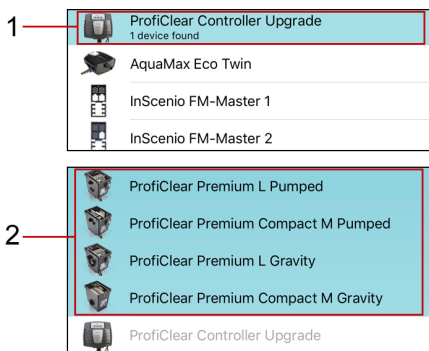 1
ProfiClear Controller Upgrade
1 device found
AquaMax Eco Twin
InScenio FM-Master 1
InScenio FM-Master 2
2
ProfiClear Premium L Pumped
ProfiClear Premium Compact M Pumped
ProfiClear Premium L Gravity
ProfiClear Premium Compact M Gravity
ProfiClear Controller Upgrade